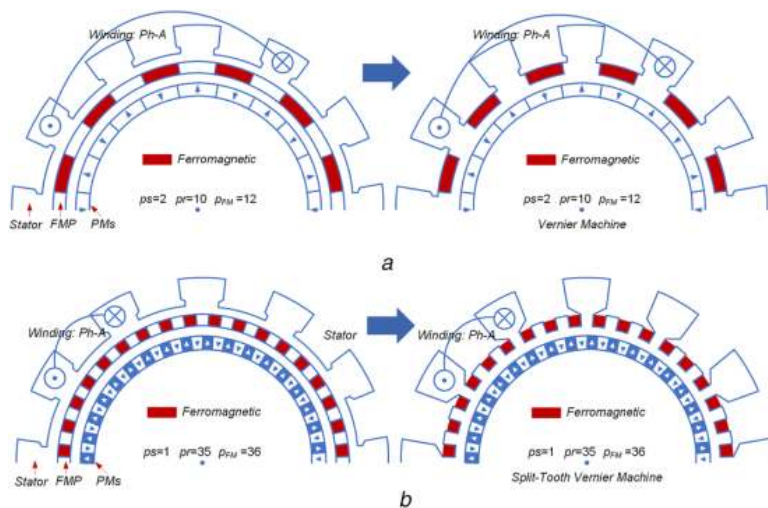 Winding: Ph-A
Winding: Ph-A
Ferromagnetic
Ferromagnetic
ps=2 pr=10 pFM =12
ps=2 pr=10 pFM =12
Stator FMP PMs
Vernier Machine
a
Winding: Ph-A
Stator
Winding: Ph-A
Ferromagnetic
Ferromagnetic
ps=1 pr=35 pFM =36
ps=1 pr=35 pFM =36
Stator FMP PMs
Split-Tooth Vernier Machine
b